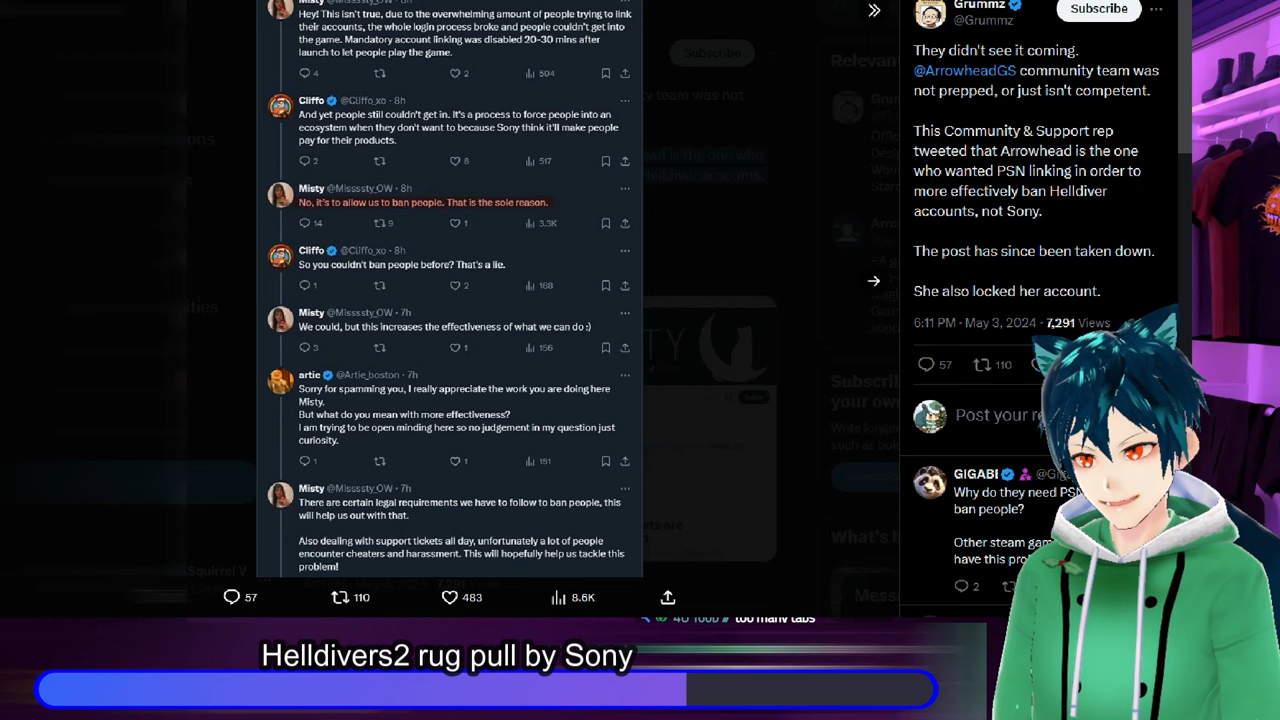 Misty @Missssty_OW · 8h
Hey! This isn't true, due to the overwhelming amount of people trying to link
their accounts, the whole login process broke and people couldn't get into
the game. Mandatory account linking was disabled 20-30 mins after
launch to let people play the game.
4 2 504
Cliffo @Cliffo_xo · 8h
And yet people still couldn't get in. It's a process to force people into an
ecosystem when they don't want to because Sony think it'll make people
pay for their products.
2 8 517
Misty @Missssty_OW · 8h
No, it's to allow us to ban people. That is the sole reason.
14 9 1 3.3K
Cliffo @Cliffo_xo · 8h
So you couldn't ban people before? That's a lie.
1 2 168
Misty @Missssty_OW · 7h
We could, but this increases the effectiveness of what we can do :)
3 1 156
artie @Artie_boston · 7h
Sorry for spamming you, I really appreciate the work you are doing here
Misty.
But what do you mean with more effectiveness?
I am trying to be open minding here so no judgement in my question just
curiosity.
1 1 151
Misty @Missssty_OW · 7h
There are certain legal requirements we have to follow to ban people, this
will help us out with that.
Also dealing with support tickets all day, unfortunately a lot of people
encounter cheaters and harassment. This will hopefully help us tackle this
problem!
57 110 483 8.6K
Subscribe
Grummz
@Grummz
Subscribe
They didn't see it coming.
@ArrowheadGS community team was
not prepped, or just isn't competent.
This Community & Support rep
tweeted that Arrowhead is the one
who wanted PSN linking in order to
more effectively ban Helldiver
accounts, not Sony.
The post has since been taken down.
She also locked her account.
6:11 PM · May 3, 2024 · 7,291 Views
57 110
Post your re
GIGABI @Gig
Why do they need PSN
ban people?
Other steam gam
have this pro
2
too many tabs
Helldivers2 rug pull by Sony